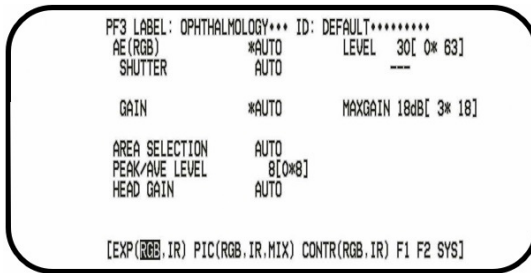 PF3 LABEL: OPHTHALMOLOGY••• ID: DEFAULT•••••••••
AE(RGB) *AUTO LEVEL 30[ 0* 63]
SHUTTER AUTO ---
GAIN *AUTO MAXGAIN 18dB[ 3* 18]
AREA SELECTION AUTO
PEAK/AVE LEVEL 8[0*8]
HEAD GAIN AUTO
[EXP(RGB,IR) PIC(RGB,IR,MIX) CONTR(RGB,IR) F1 F2 SYS]